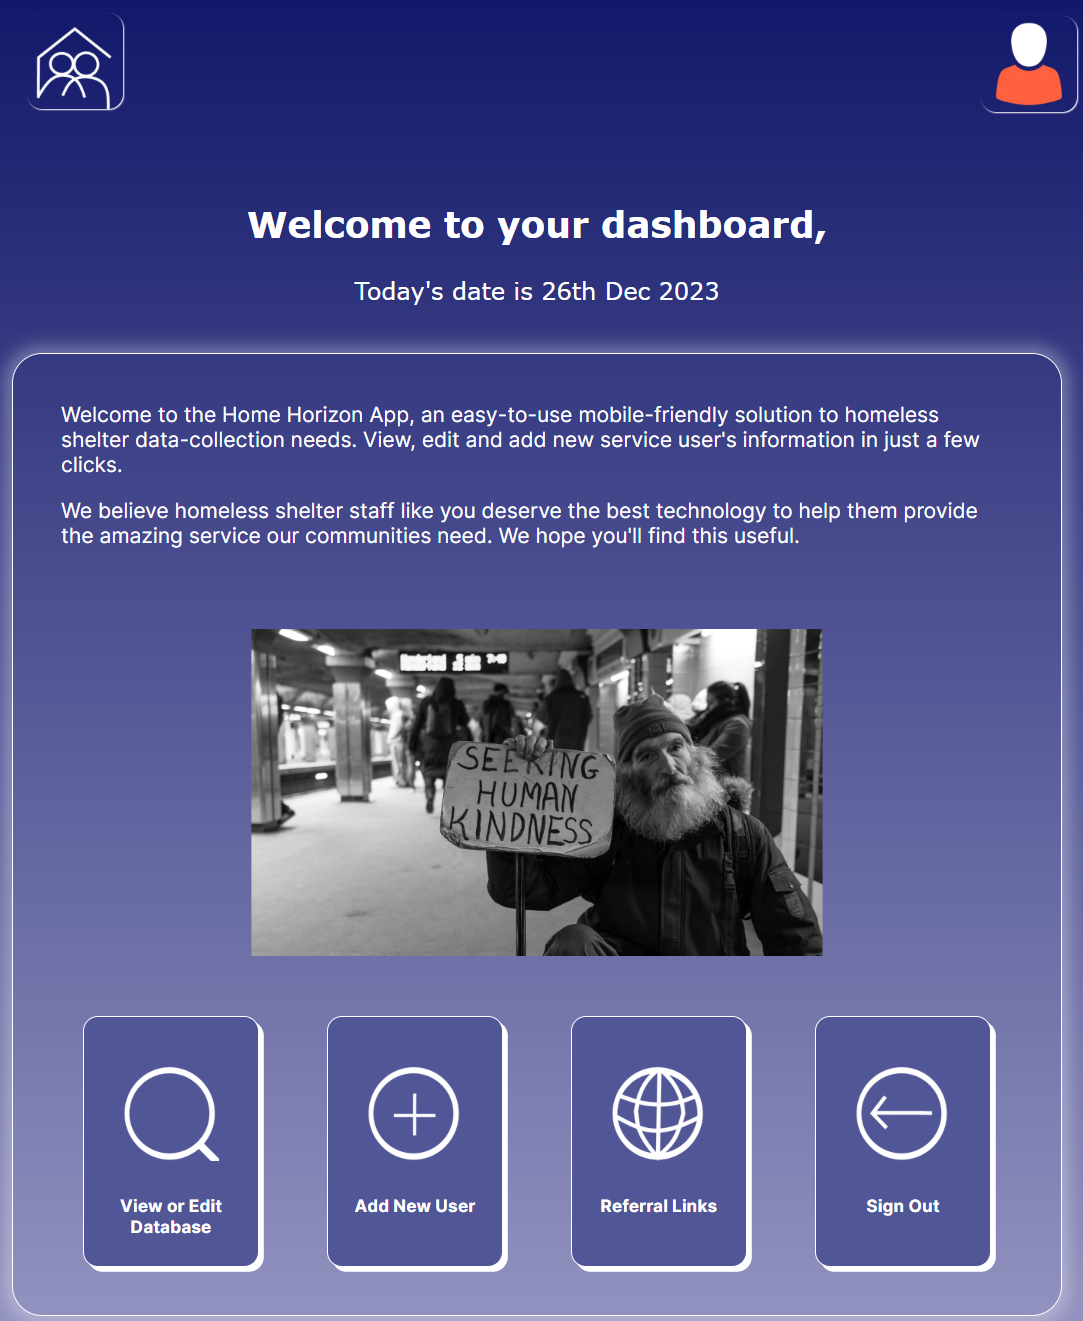 Welcome to your dashboard,
Today's date is 26th Dec 2023
Welcome to the Home Horizon App, an easy-to-use mobile-friendly solution to homeless
shelter data-collection needs. View, edit and add new service user's information in just a few
clicks.
We believe homeless shelter staff like you deserve the best technology to help them provide
the amazing service our communities need. We hope you'll find this useful.
SEEKING
HUMAN
KINDNESS
View or Edit
Database
Add New User
Referral Links
Sign Out